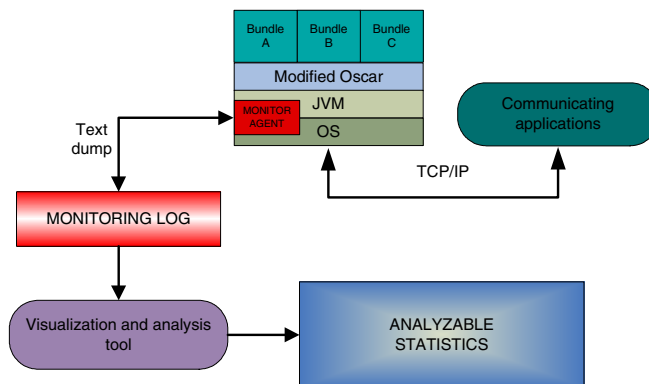 Bundle A
Bundle B
Bundle C
Modified Oscar
JVM
MONITOR
AGENT
OS
Communicating
applications
Text
dump
TCP/IP
MONITORING LOG
Visualization and analysis
tool
ANALYZABLE
STATISTICS